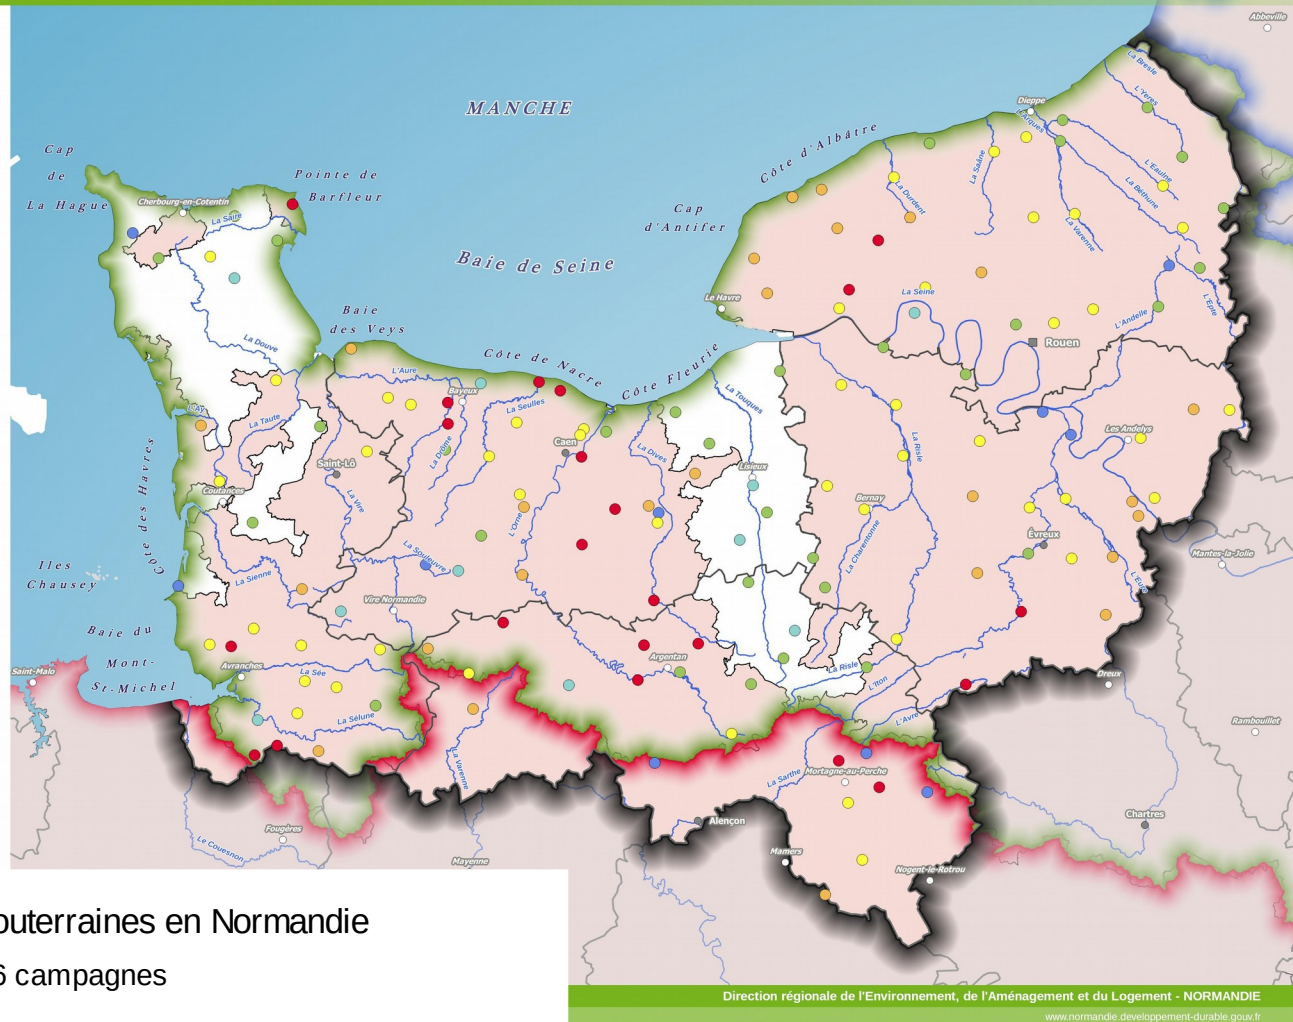 Abbeville
La Bresle
L'Yeres
MANCHE
Dieppe
L'Arques
Côte d'Albâtre
La Saâne
L'Eaulne
La Béthune
Cap
de
La Hague
Pointe de
Barfleur
Cherbourg-en-Cotentin
La Saire
La Durdent
Cap
d'Antifer
La Varenne
Baie de Seine
Le Havre
La Seine
L'Epte
L'Andelle
Rouen
Baie
des Veys
La Douve
Côte de Nacre
Côte Fleurie
L'Aure
Bayeux
La Seulles
La Touques
L'Ay
La Taute
Caen
La Drôme
La Dives
La Risle
Les Andelys
Saint-Lô
Lisieux
Côte des Havres
Coutances
La Vire
L'Orne
Bernay
La Charentonne
Évreux
Mantes-la-Jolie
Iles
Chausey
La Souleuvre
La Sienne
L'Eure
Vire Normandie
Baie du
Mont-
St.Michel
Saint-Malo
Avranches
La Sée
Argentan
La Risle
L'Iton
Dreux
La Sélune
L'Avre
Rambouillet
La Varenne
La Sarthe
Mortagne-au-Perche
Alençon
Chartres
Fougères
Le Couesnon
Mayenne
Mamers
Nogent-le-Rotrou
outerraines en Normandie
6 campagnes
Direction régionale de l'Environnement, de l'Aménagement et du Logement - NORMANDIE
www.normandie.developpement-durable.gouv.fr